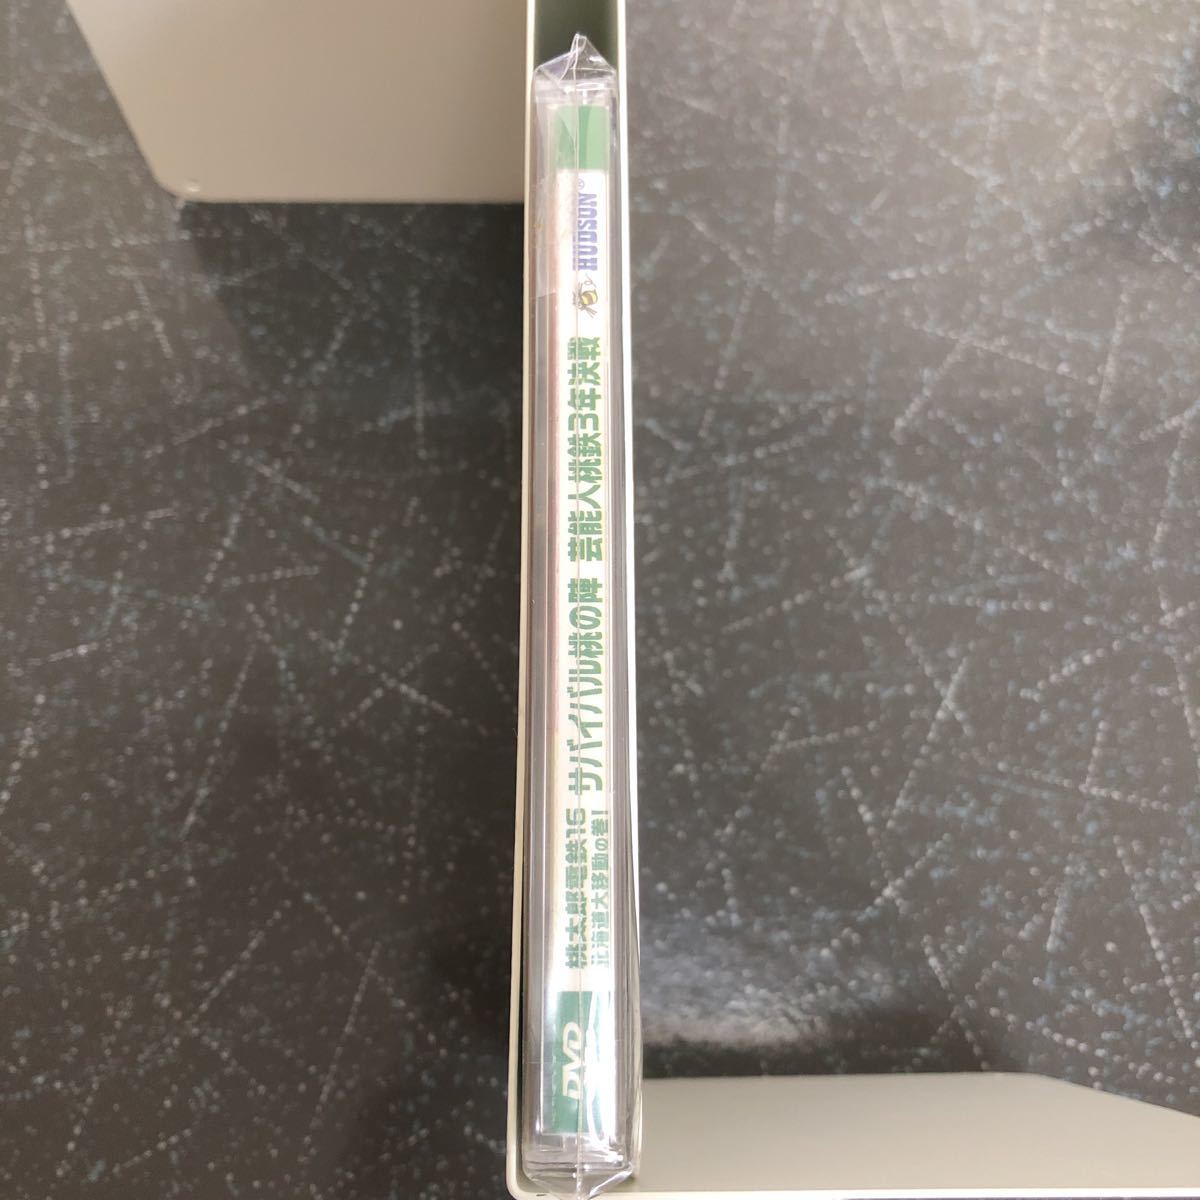 DVD
桃太郎電鉄16
北海道大移動の巻!
サバイバル桃の陣 芸能人桃鉄3年決戦
HUDSON®